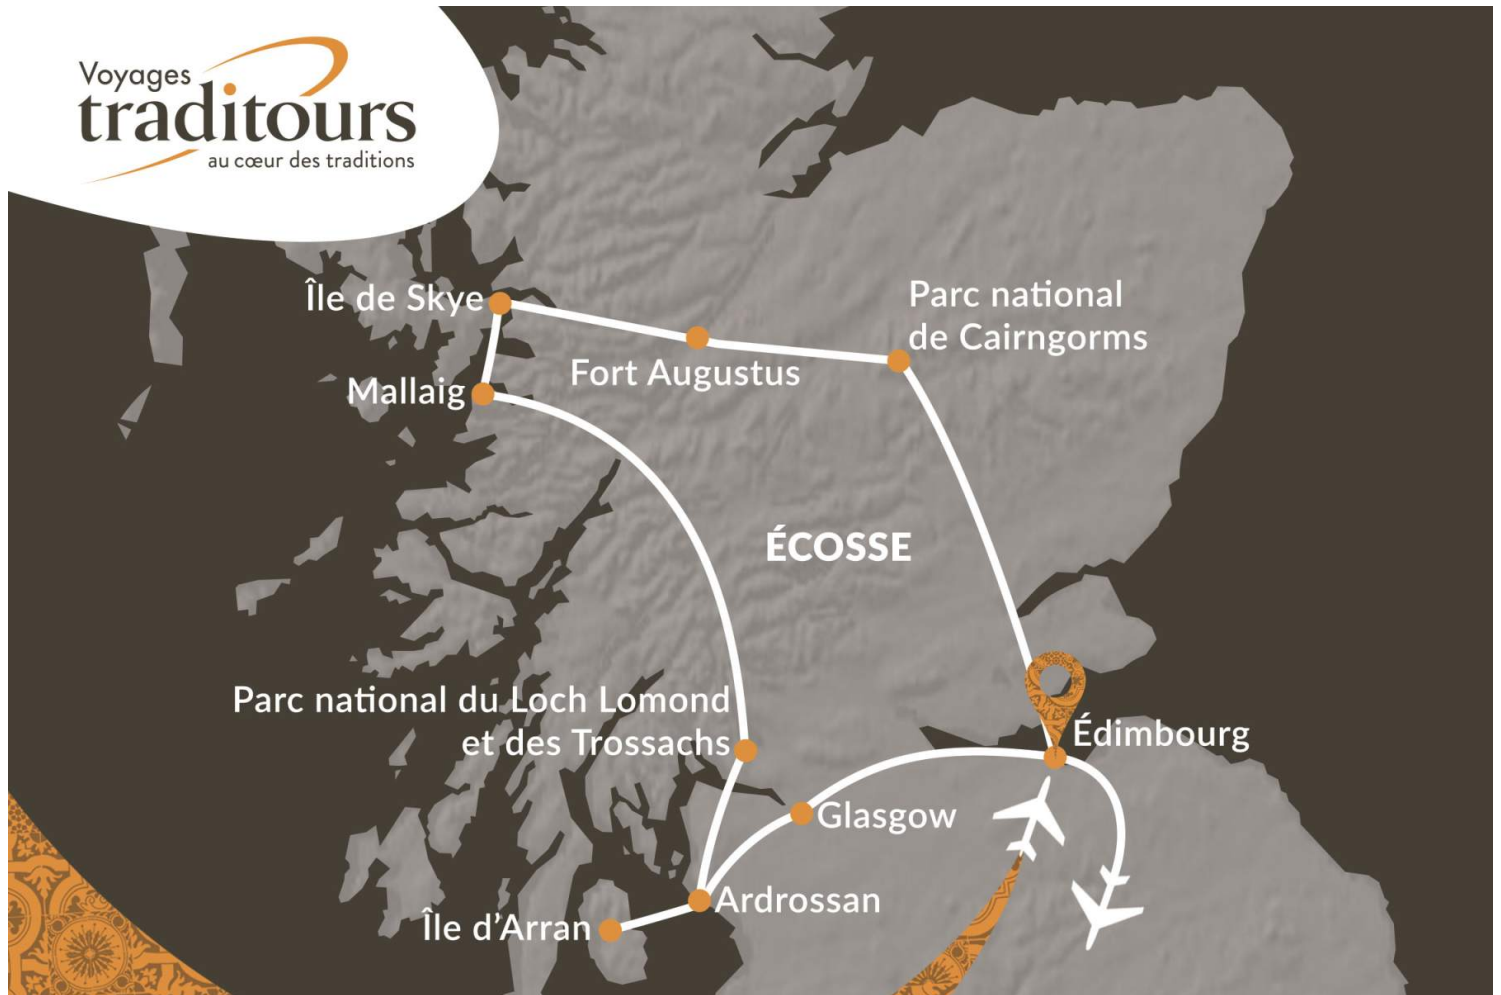 Voyages
traditours
au cœur des traditions
Île de Skye
Parc national
de Cairngorms
Fort Augustus
Mallaig
ÉCOSSE
Parc national du Loch Lomond
et des Trossachs
Édimbourg
Glasgow
Ardrossan
Île d'Arran